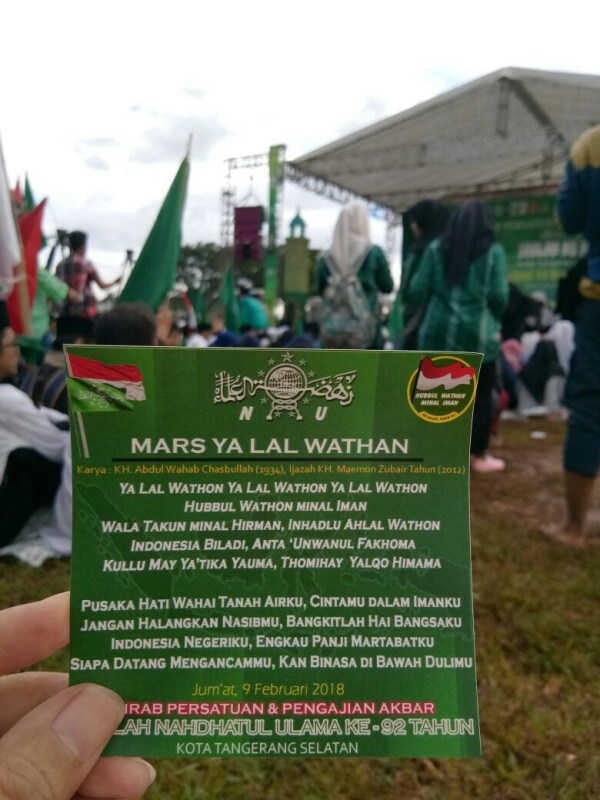 نهضة العلماء
N U
HUBBUL WATHAN
MINAL IMAN
MARS YA LAL WATHAN
Karya : KH. Abdul Wahab Chasbullah (1934), Ijazah KH. Maemon Zubair Tahun (2012)
YA LAL WATHON YA LAL WATHON YA LAL WATHON
HUBBUL WATHON MINAL IMAN
WALA TAKUN MINAL HIRMAN, INHADLU AHLAL WATHON
INDONESIA BILADI, ANTA 'UNWANUL FAKHOMA
KULLU MAY YA'TIKA YAUMA, THOMIHAY YALQO HIMAMA
PUSAKA HATI WAHAI TANAH AIRKU, CINTAMU DALAM IMANKU
JANGAN HALANGKAN NASIBMU, BANGKITLAH HAI BANGSAKU
INDONESIA NEGERIKU, ENGKAU PANJI MARTABATKU
SIAPA DATANG MENGANCAMMU, KAN BINASA DI BAWAH DULIMU
Jum'at, 9 Februari 2018
IRAB PERSATUAN & PENGAJIAN AKBAR
LAH NAHDHATUL ULAMA KE - 92 TAHUN
KOTA TANGERANG SELATAN